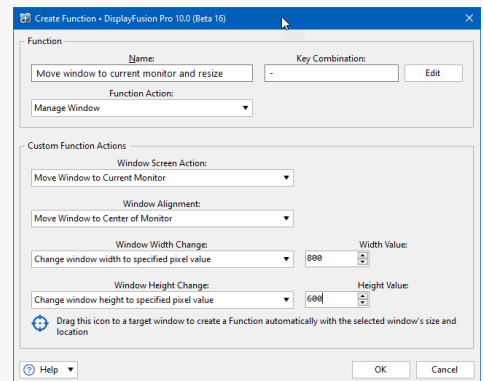 Create Function • DisplayFusion Pro 10.0 (Beta 16)
Function
Name:
Key Combination:
Move window to current monitor and resize
-
Edit
Function Action:
Manage Window
Custom Function Actions
Window Screen Action:
Move Window to Current Monitor
Window Alignment:
Move Window to Center of Monitor
Window Width Change:
Width Value:
Change window width to specified pixel value
800
Window Height Change:
Height Value:
Change window height to specified pixel value
600
Drag this icon to a target window to create a Function automatically with the selected window's size and
location
? Help
OK
Cancel